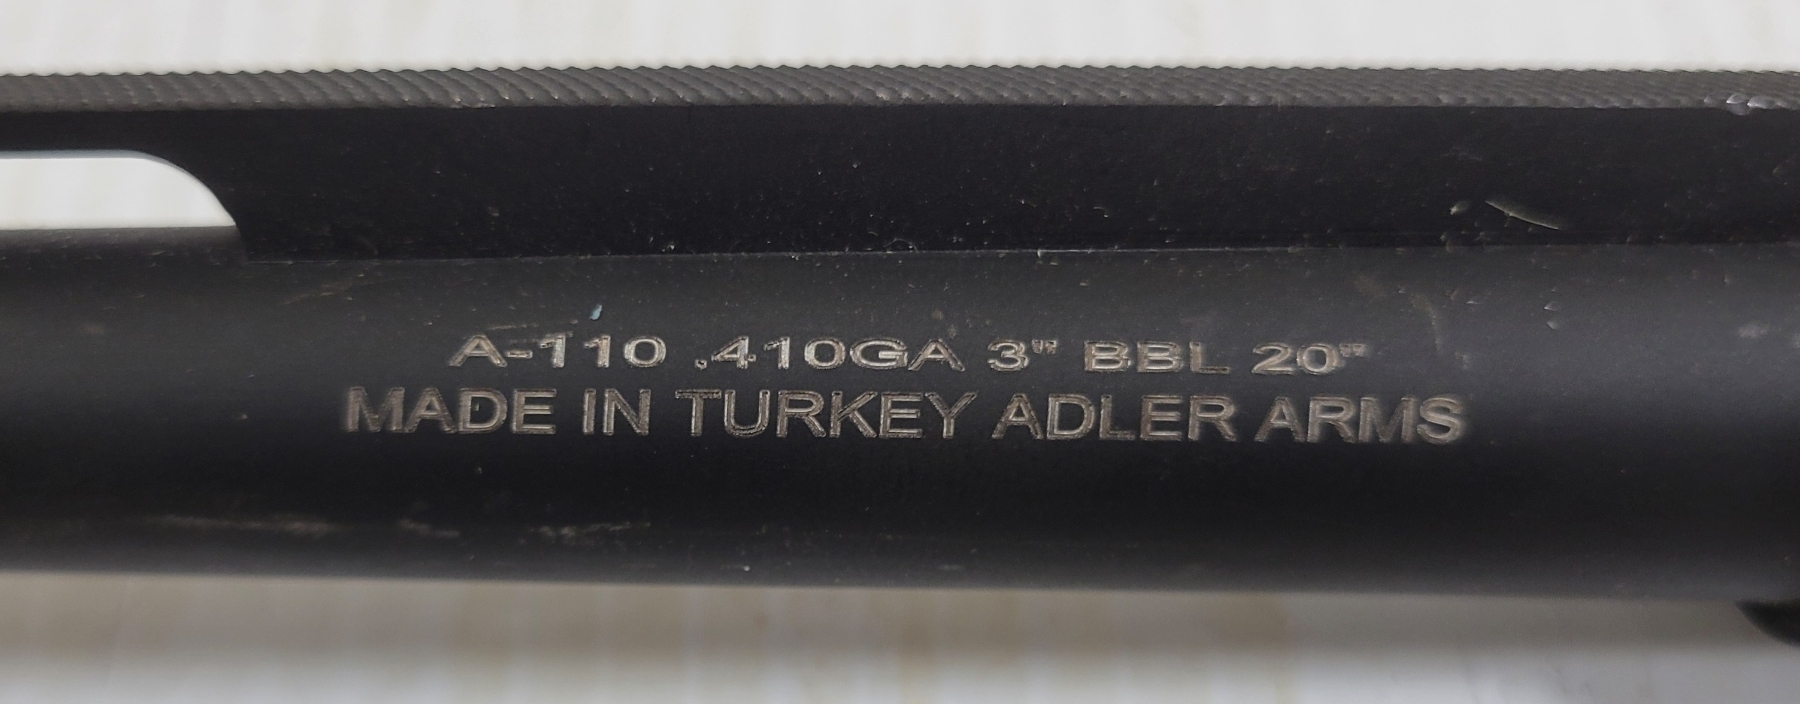 A-110 .410GA 3" BBL 20"
MADE IN TURKEY ADLER ARMS